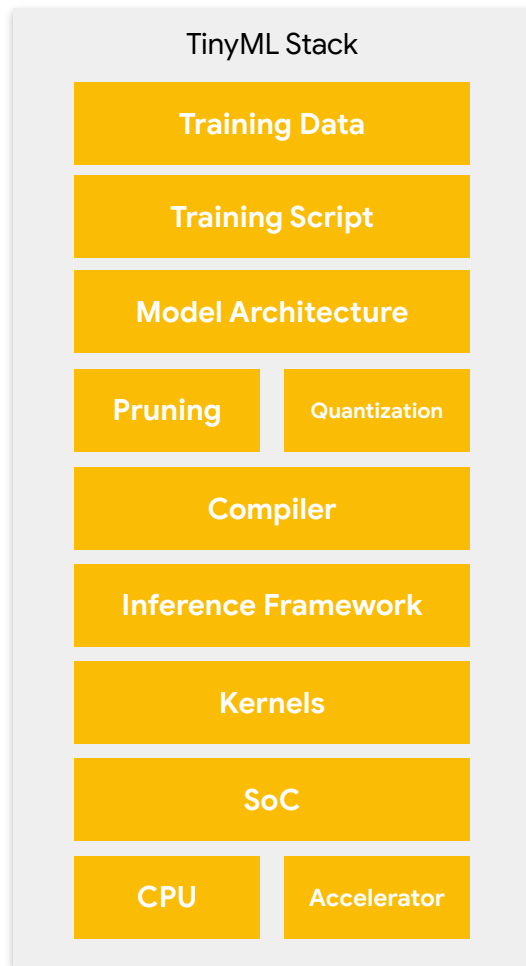 TinyML Stack
Training Data
Training Script
Model Architecture
Pruning
Quantization
Compiler
Inference Framework
Kernels
SoC
CPU
Accelerator